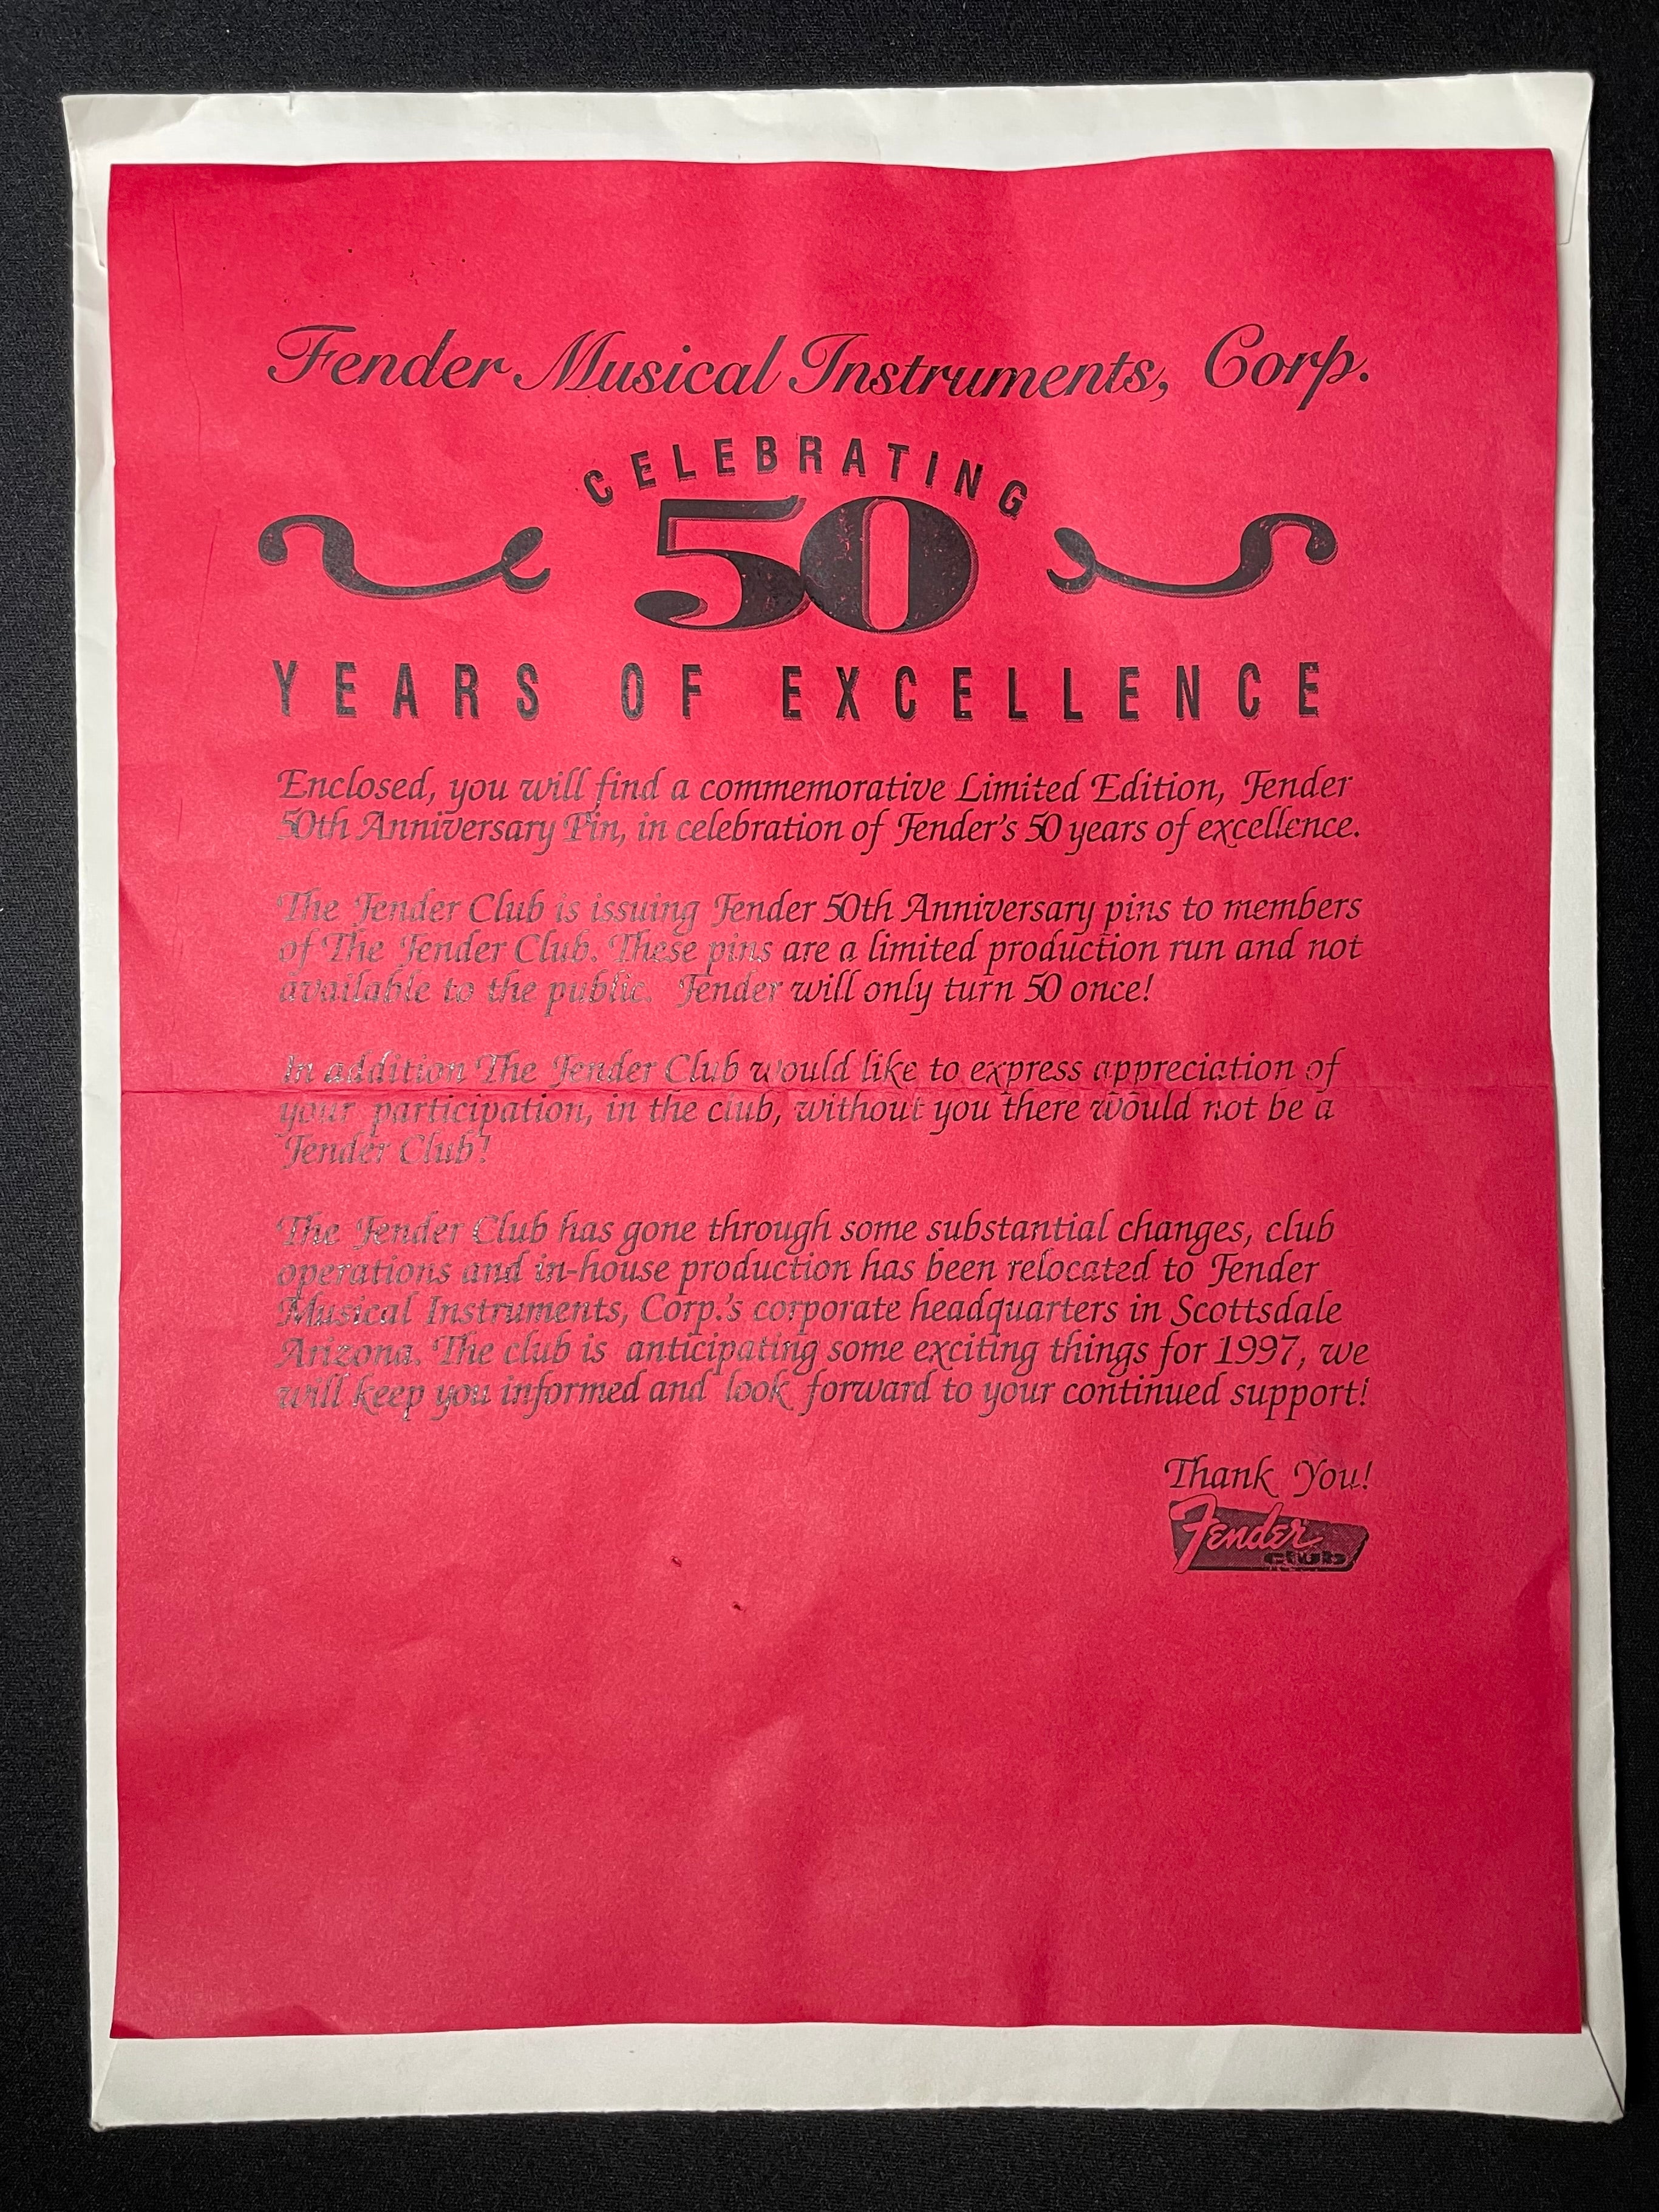 Fender Musical Instruments, Corp.
CELEBRATING
50
YEARS OF EXCELLENCE
Enclosed, you will find a commemorative Limited Edition, Fender
50th Anniversary Pin, in celebration of Fender's 50 years of excellence.
The Fender Club is issuing Fender 50th Anniversary pins to members
of The Fender Club. These pins are a limited production run and not
available to the public. Fender will only turn 50 once!
In addition The Fender Club would like to express appreciation of
your participation, in the club, without you there would not be a
Fender Club!
The Fender Club has gone through some substantial changes, club
operations and in-house production has been relocated to Fender
Musical Instruments, Corp.'s corporate headquarters in Scottsdale
Arizona. The club is anticipating some exciting things for 1997, we
will keep you informed and look forward to your continued support!
Thank You!
Fender
club